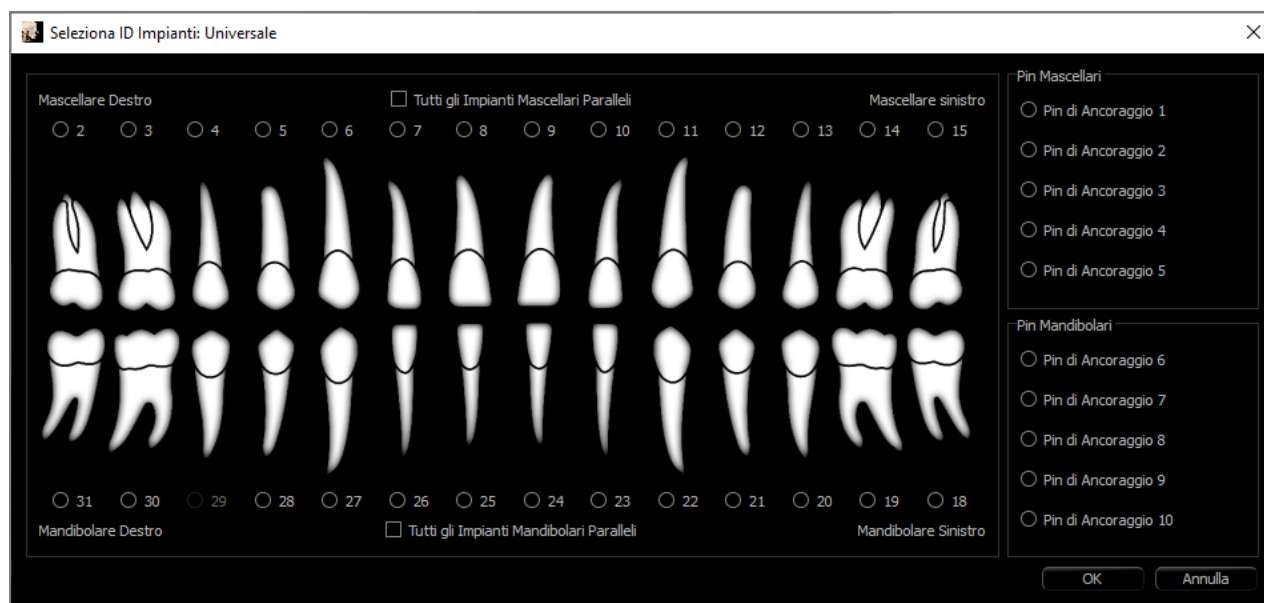 Seleziona ID Impianti: Universale
Mascellare Destro
Tutti gli Impianti Mascellari Paralleli
Mascellare sinistro
2 3 4 5 6 7 8 9 10 11 12 13 14 15
31 30 29 28 27 26 25 24 23 22 21 20 19 18
Mandibolare Destro
Tutti gli Impianti Mandibolari Paralleli
Mandibolare Sinistro
Pin Mascellari
Pin di Ancoraggio 1
Pin di Ancoraggio 2
Pin di Ancoraggio 3
Pin di Ancoraggio 4
Pin di Ancoraggio 5
Pin Mandibolari
Pin di Ancoraggio 6
Pin di Ancoraggio 7
Pin di Ancoraggio 8
Pin di Ancoraggio 9
Pin di Ancoraggio 10
OK
Annulla